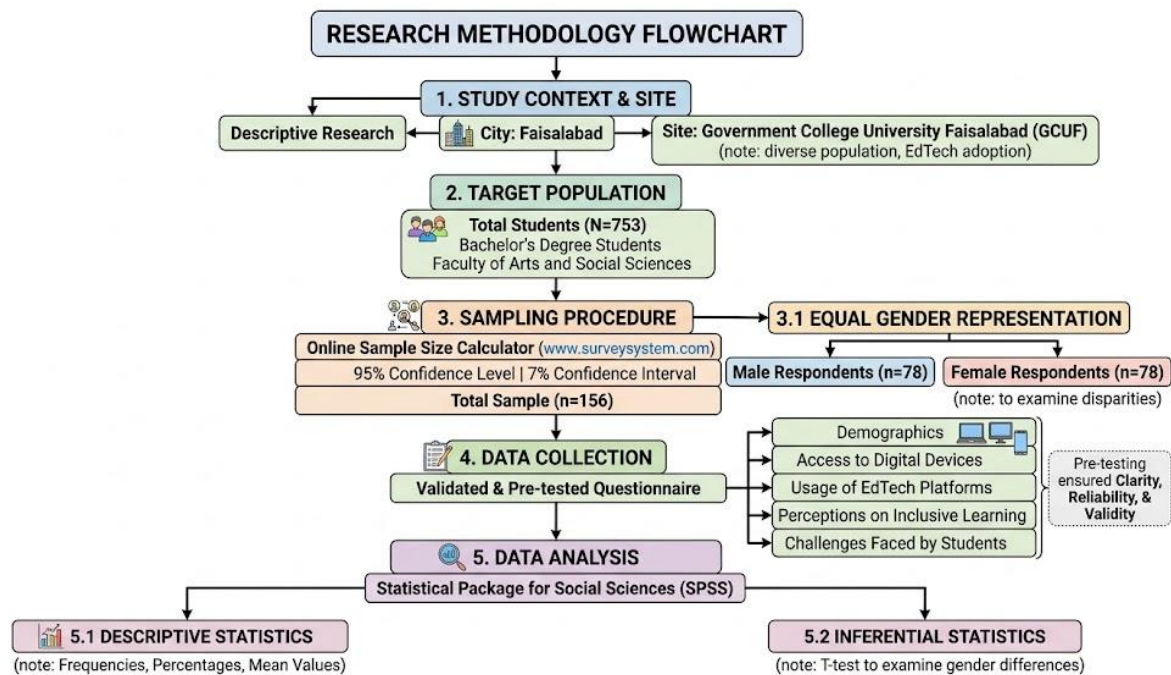 RESEARCH METHODOLOGY FLOWCHART
1. STUDY CONTEXT & SITE
Descriptive Research
City: Faisalabad
Site: Government College University Faisalabad (GCUF)
(note: diverse population, EdTech adoption)
2. TARGET POPULATION
Total Students (N=753)
Bachelor's Degree Students
Faculty of Arts and Social Sciences
3. SAMPLING PROCEDURE
Online Sample Size Calculator (www.surveysystem.com)
95% Confidence Level | 7% Confidence Interval
Total Sample (n=156)
3.1 EQUAL GENDER REPRESENTATION
Male Respondents (n=78)
Female Respondents (n=78)
(note: to examine disparities)
4. DATA COLLECTION
Validated & Pre-tested Questionnaire
Demographics
Access to Digital Devices
Usage of EdTech Platforms
Perceptions on Inclusive Learning
Challenges Faced by Students
Pre-testing
ensured Clarity,
Reliability, &
Validity
5. DATA ANALYSIS
Statistical Package for Social Sciences (SPSS)
5.1 DESCRIPTIVE STATISTICS
(note: Frequencies, Percentages, Mean Values)
5.2 INFERENTIAL STATISTICS
(note: T-test to examine gender differences)